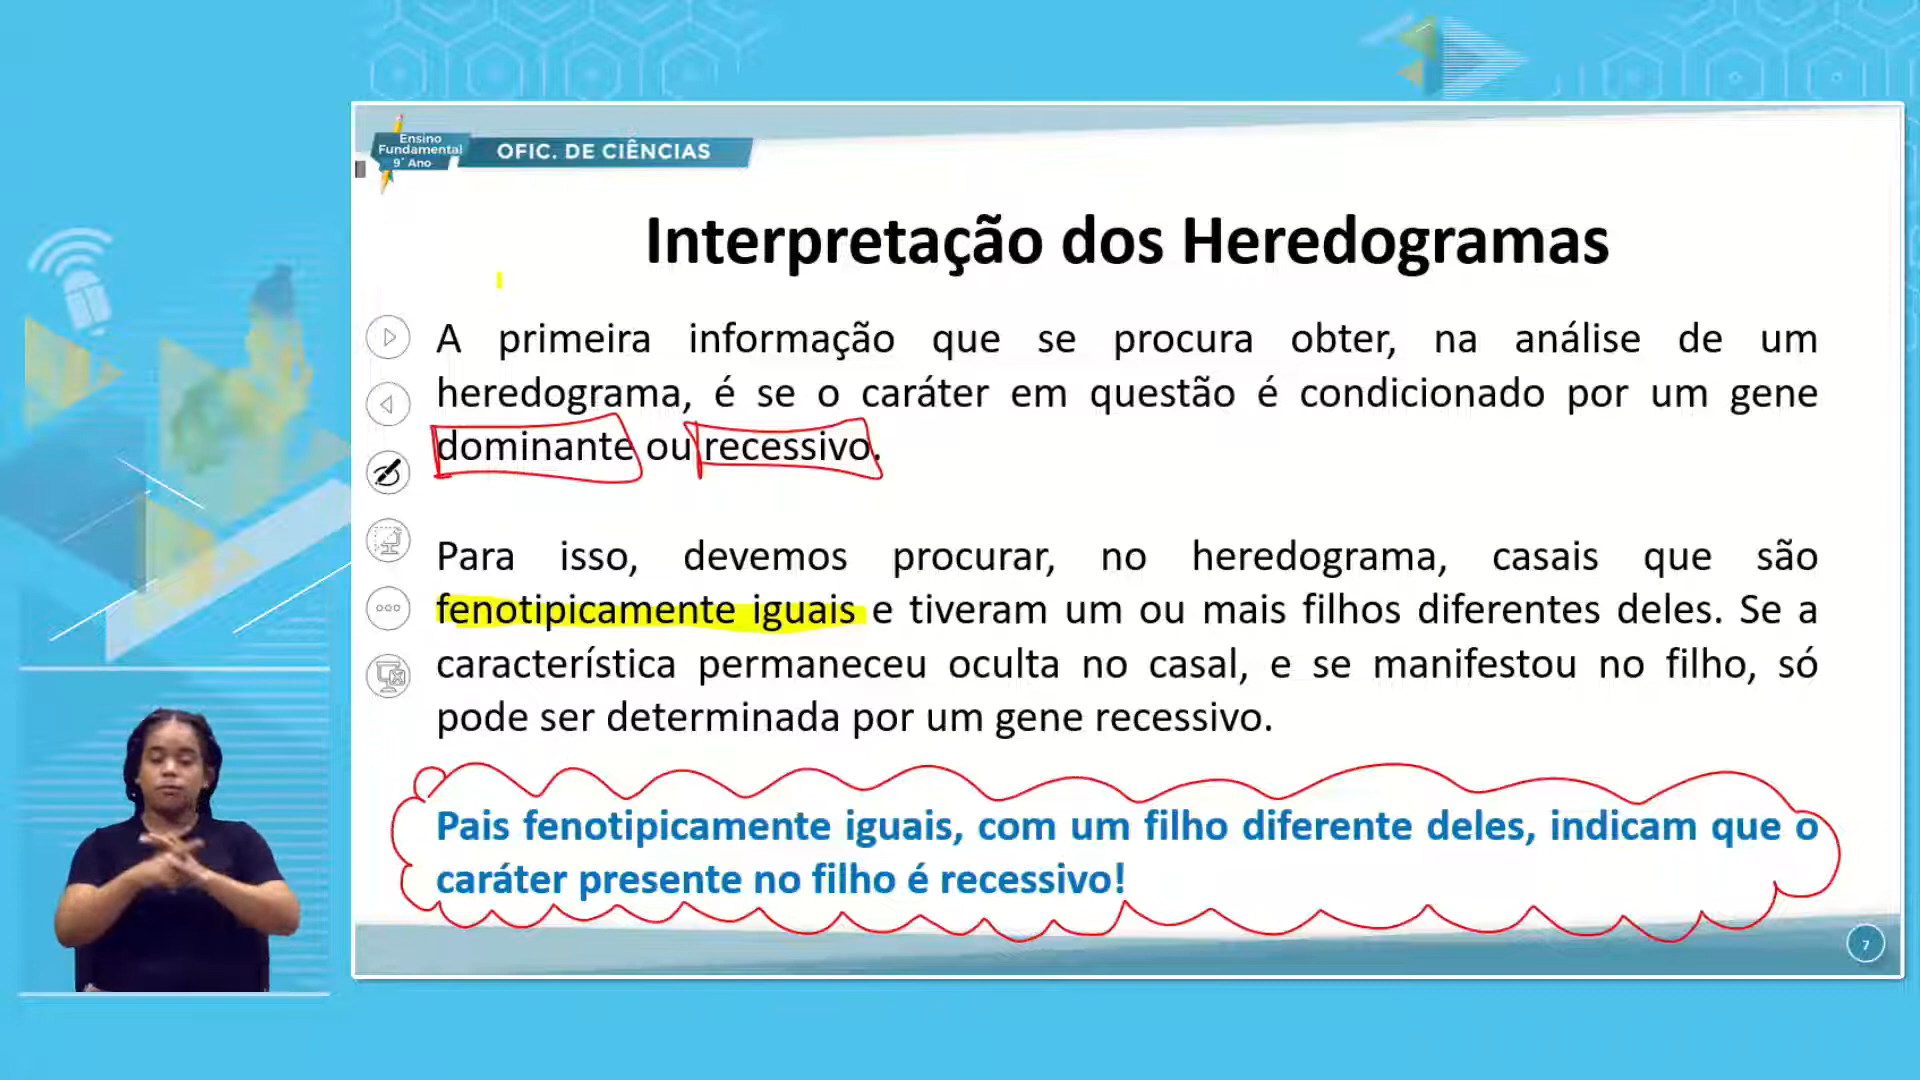 Ensino
Fundamental
9° Ano
OFIC. DE CIÊNCIAS
Interpretação dos Heredogramas
A primeira informação que se procura obter, na análise de um
heredograma, é se o caráter em questão é condicionado por um gene
dominante ou recessivo.
Para isso, devemos procurar, no heredograma, casais que são
fenotipicamente iguais e tiveram um ou mais filhos diferentes deles. Se a
característica permaneceu oculta no casal, e se manifestou no filho, só
pode ser determinada por um gene recessivo.
Pais fenotipicamente iguais, com um filho diferente deles, indicam que o
caráter presente no filho é recessivo!
7